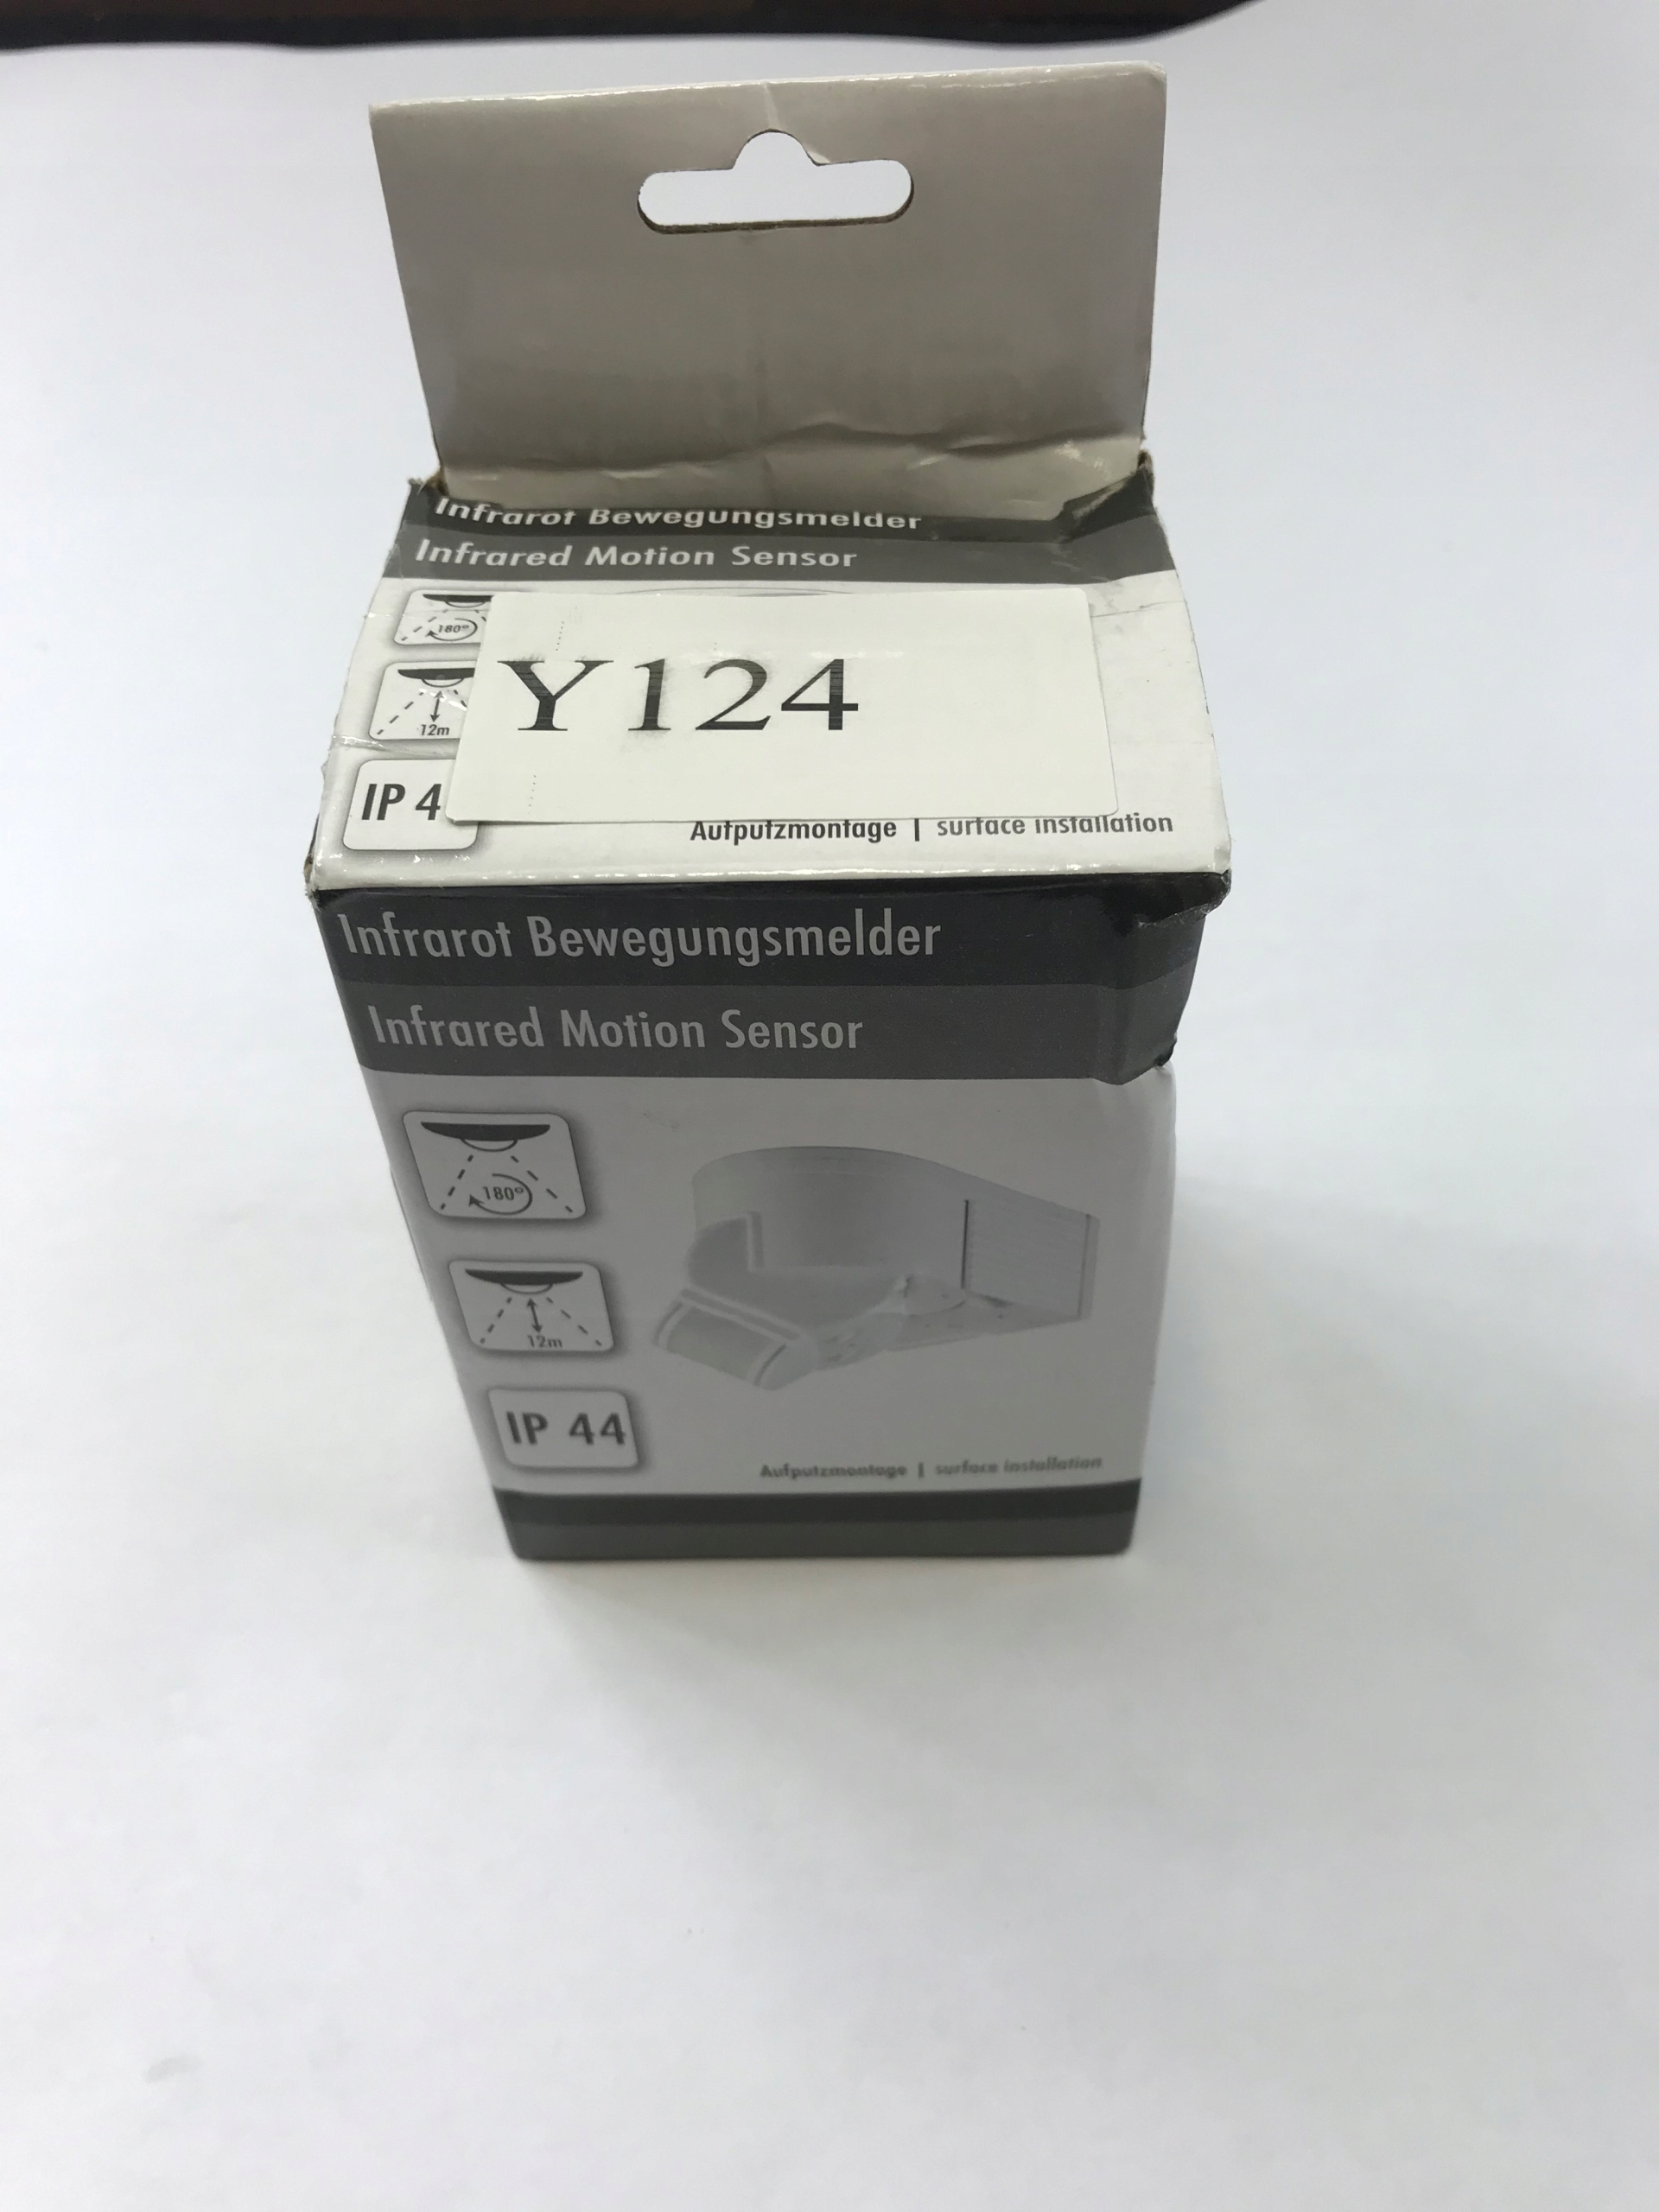 Infrarot Bewegungsmelder
Infrared Motion Sensor
180°
12m
IP 4
Y124
Aufputzmontage | surface installation
Infrarot Bewegungsmelder
Infrared Motion Sensor
180°
12m
IP 44
Aufputzmontage | surface installation